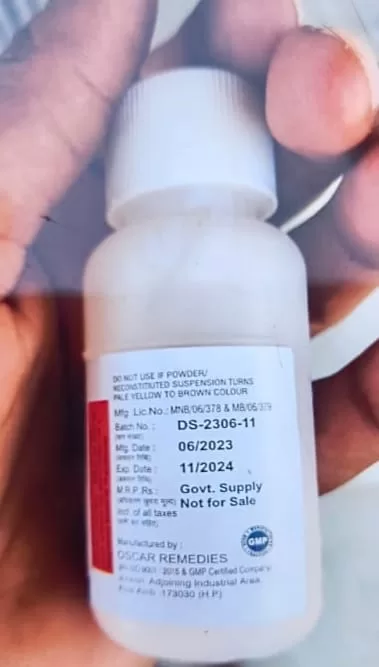 DO NOT USE IF POWDER/
RECONSTITUTED SUSPENSION TURNS
PALE YELLOW TO BROWN COLOUR
Mfg. Lic.No.: MNB/06/378 & MB/06/379
Batch No. : DS-2306-11
Mfg. Date : 06/2023
Exp. Date : 11/2024
M.R.P.Rs.: Govt. Supply
Not for Sale
incl. of all taxes
Manufactured by :
OSCAR REMEDIES
2015 & GMP Certified Company
Adjoining Industrial Area,
173030 (H.P.)
GMP